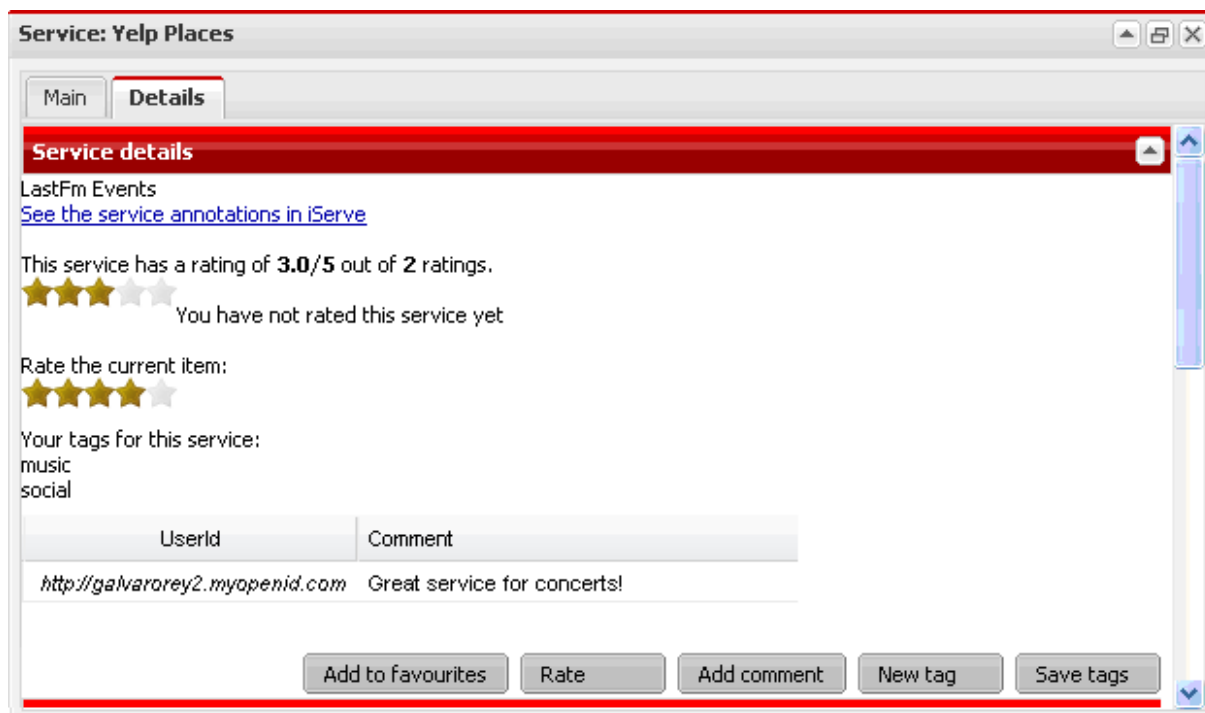 Service: Yelp Places
Main Details
Service details
LastFm Events
See the service annotations in iServe
This service has a rating of 3.0/5 out of 2 ratings.
You have not rated this service yet
Rate the current item:
Your tags for this service:
music
social
UserId Comment
http://galvarorey2.myopenid.com Great service for concerts!
Add to favourites Rate Add comment New tag Save tags